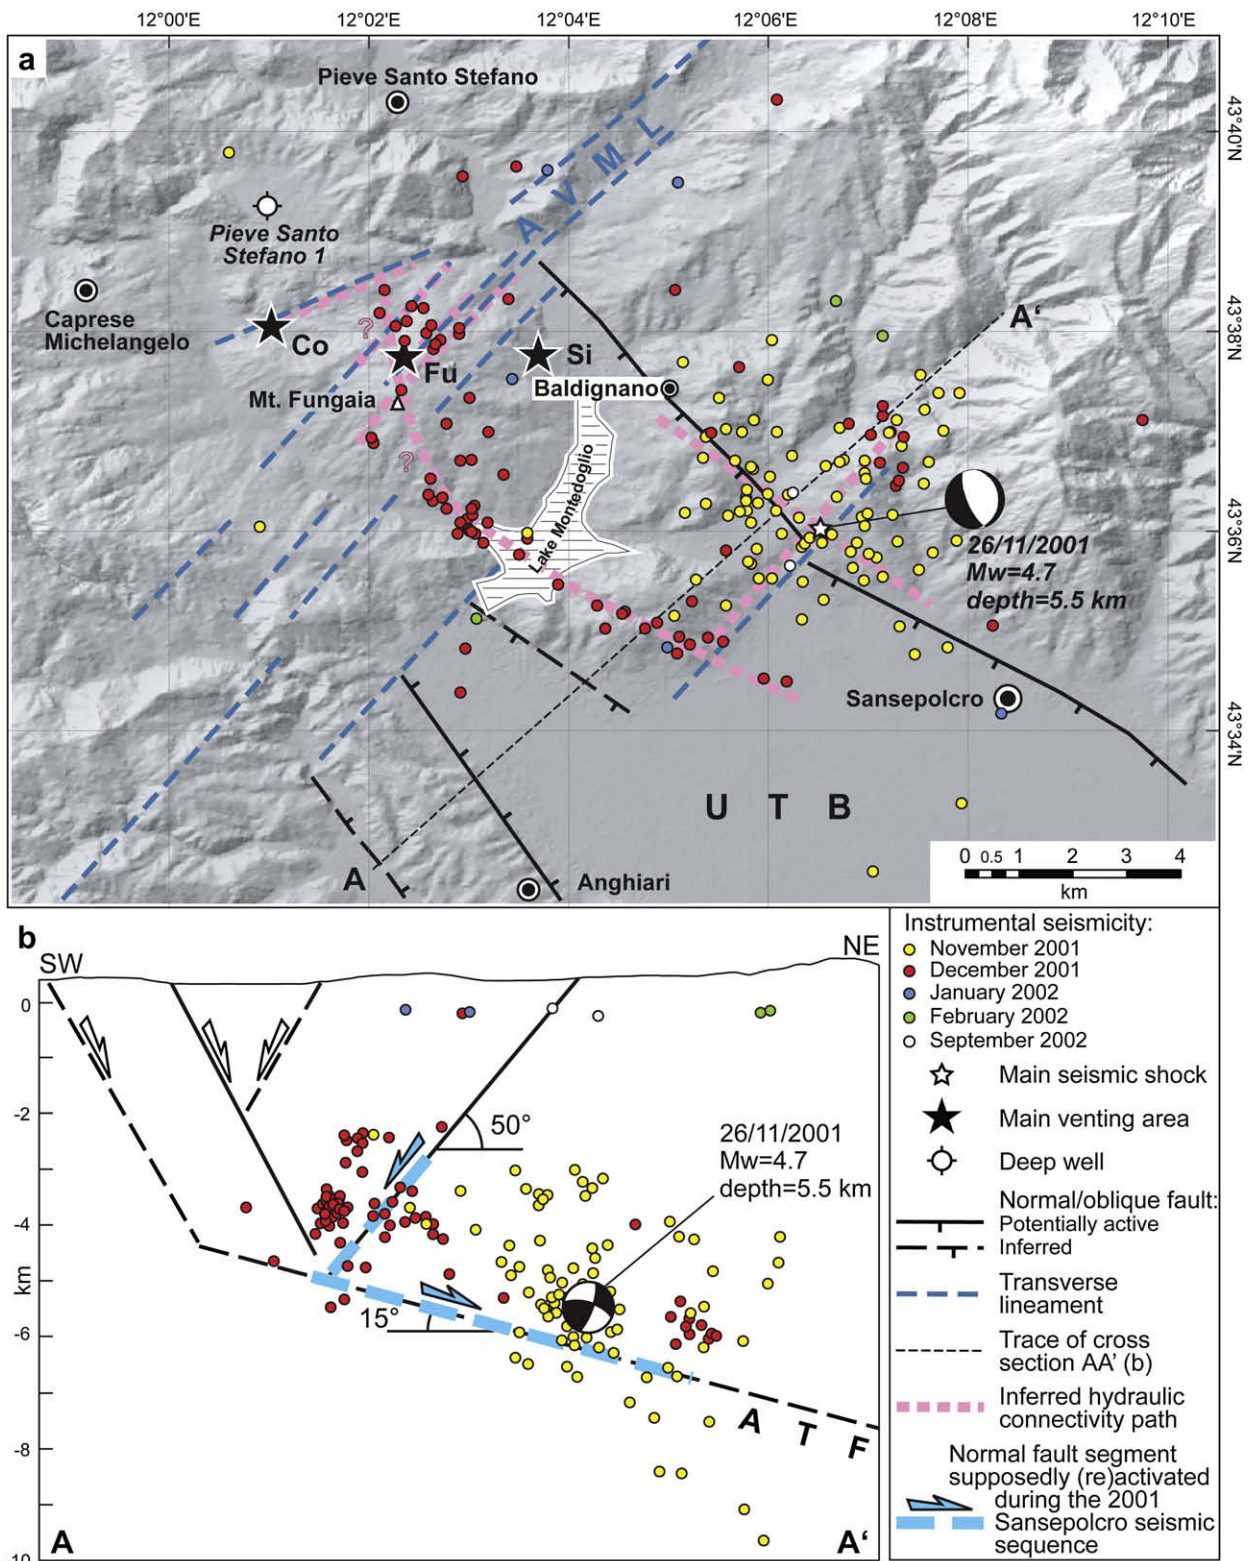 12°00'E 12°02'E 12°04'E 12°06'E 12°08'E 12°10'E
a
Pieve Santo Stefano
43°40'N
A V M L
Pieve Santo
Stefano 1
A'
Caprese
Michelangelo
43°38'N
?
Co
Si
Fu
Baldignano
Mt. Fungaia
?
Lake Montedoglio
43°36'N
26/11/2001
Mw=4.7
depth=5.5 km
Sansepolcro
43°34'N
U T B
0 0.5 1 2 3 4
km
A
Anghiari
b
SW
NE
0
-2
50°
26/11/2001
Mw=4.7
depth=5.5 km
-4
km
15°
-6
A T F
-8
A
A'
10
Instrumental seismicity:
November 2001
December 2001
January 2002
February 2002
September 2002
Main seismic shock
Main venting area
Deep well
Normal/oblique fault:
Potentially active
Inferred
Transverse
lineament
Trace of cross
section AA' (b)
Inferred hydraulic
connectivity path
Normal fault segment
supposedly (re)activated
during the 2001
Sansepolcro seismic
sequence